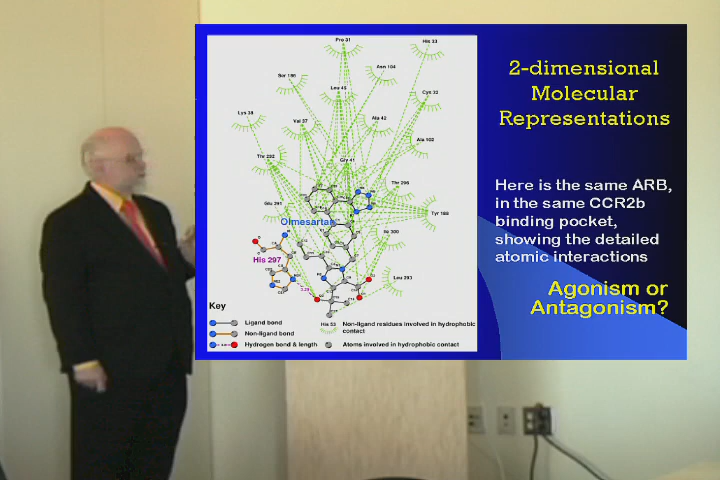 2-dimensional
Molecular
Representations
Here is the same ARB,
in the same CCR2b
binding pocket,
showing the detailed
atomic interactions
Agonism or
Antagonism?
Pro 31
His 33
Asn 104
Ser 186
Leu 45
Cys 32
Lys 38
Val 37
Ala 42
Ala 102
Thr 292
Gly 41
Thr 296
Glu 291
Tyr 188
Olmesartan
Ile 300
His 297
Leu 293
Key
Ligand bond
Non-ligand bond
Hydrogen bond & length
His 53
Non-ligand residues involved in hydrophobic
contact
Atoms involved in hydrophobic contact